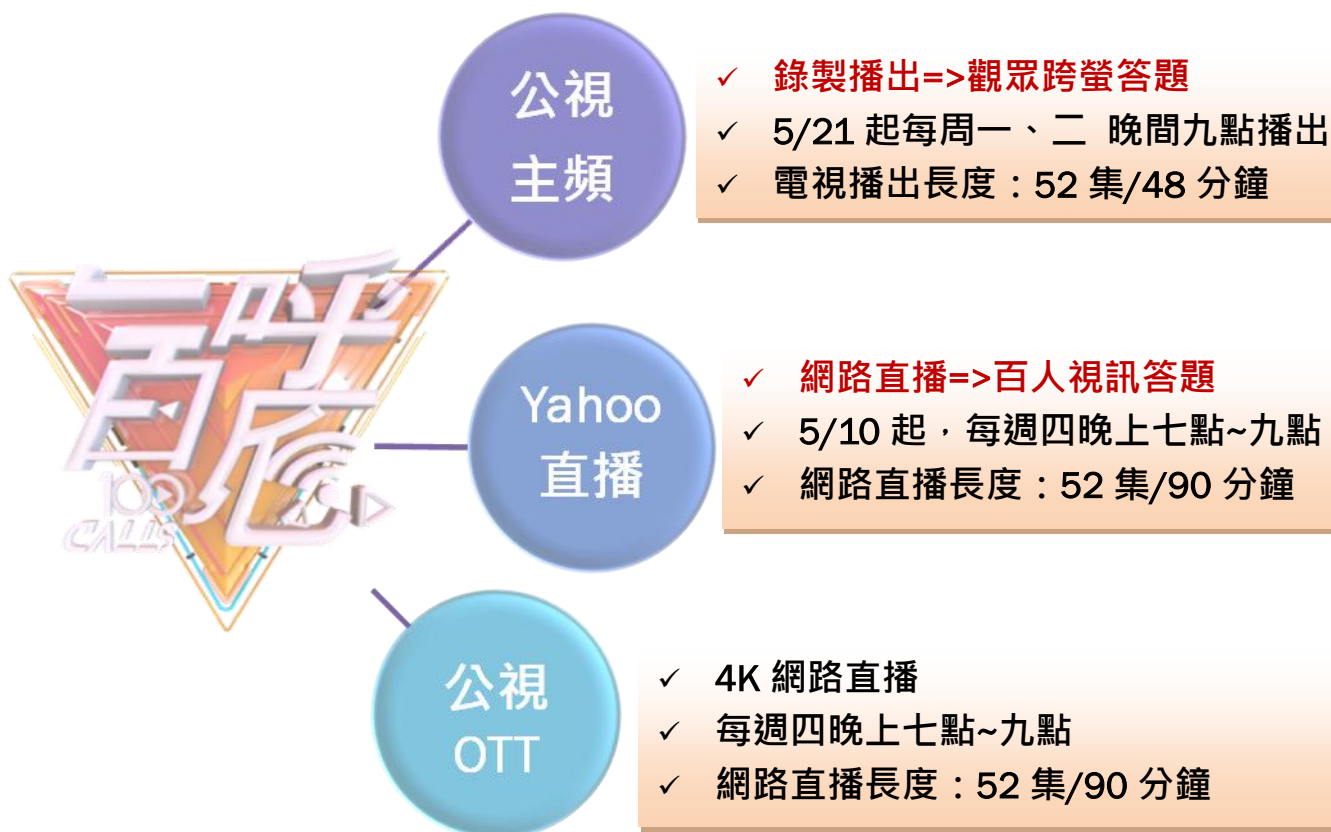 公視
主頻
✓ 錄製播出=>觀眾跨螢答題
✓ 5/21 起每周一、二 晚間九點播出
✓ 電視播出長度：52 集/48 分鐘
百呼
百應
100
CALLS
Yahoo
直播
✓ 網路直播=>百人視訊答題
✓ 5/10 起，每週四晚上七點~九點
✓ 網路直播長度：52 集/90 分鐘
公視
OTT
✓ 4K 網路直播
✓ 每週四晚上七點~九點
✓ 網路直播長度：52 集/90 分鐘